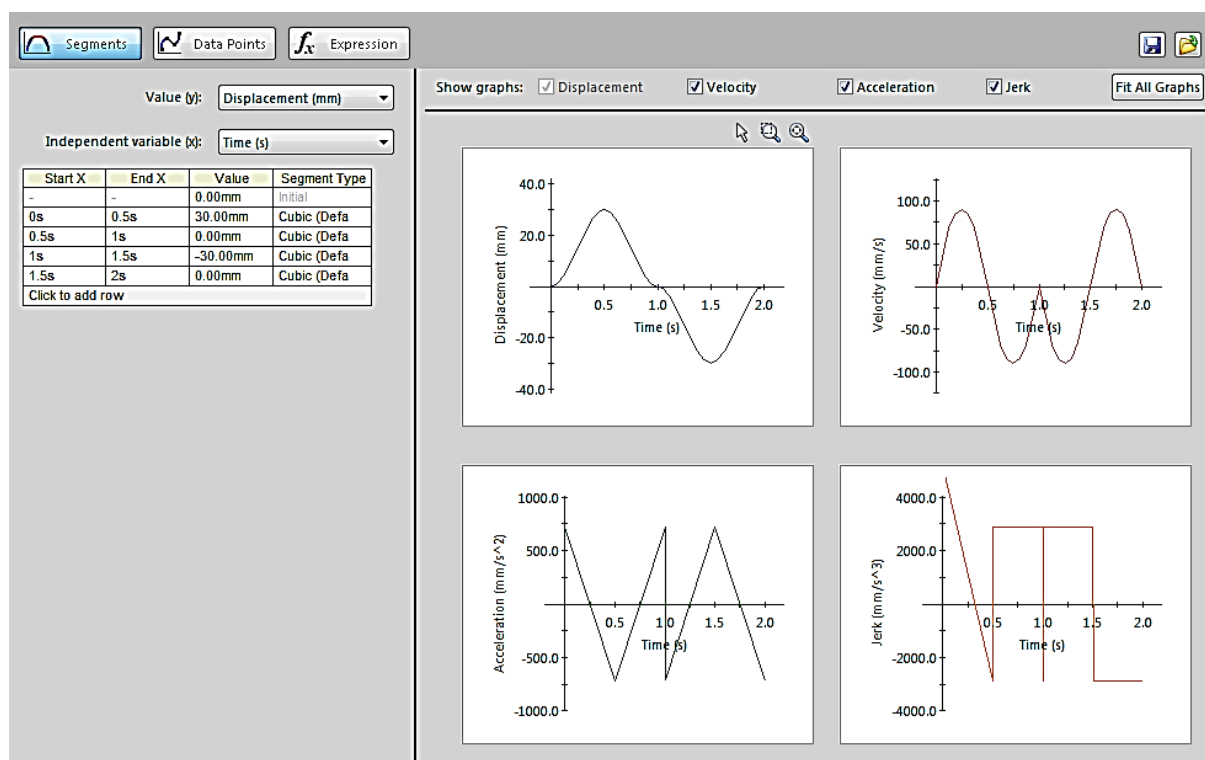 Segments Data Points Expression
Value (y): Displacement (mm)
Independent variable (x): Time (s)
Start X End X Value Segment Type
- - 0.00mm Initial
0s 0.5s 30.00mm Cubic (Defa
0.5s 1s 0.00mm Cubic (Defa
1s 1.5s -30.00mm Cubic (Defa
1.5s 2s 0.00mm Cubic (Defa
Click to add row
Show graphs: Displacement Velocity Acceleration Jerk Fit All Graphs
Displacement (mm)
40.0
20.0
-20.0
-40.0
0.5 1.0 1.5 2.0
Time (s)
Velocity (mm/s)
100.0
50.0
-50.0
-100.0
0.5 1.0 1.5 2.0
Time (s)
Acceleration (mm/s^2)
1000.0
500.0
-500.0
-1000.0
0.5 1.0 1.5 2.0
Time (s)
Jerk (mm/s^3)
4000.0
2000.0
-2000.0
-4000.0
0.5 1.0 1.5 2.0
Time (s)